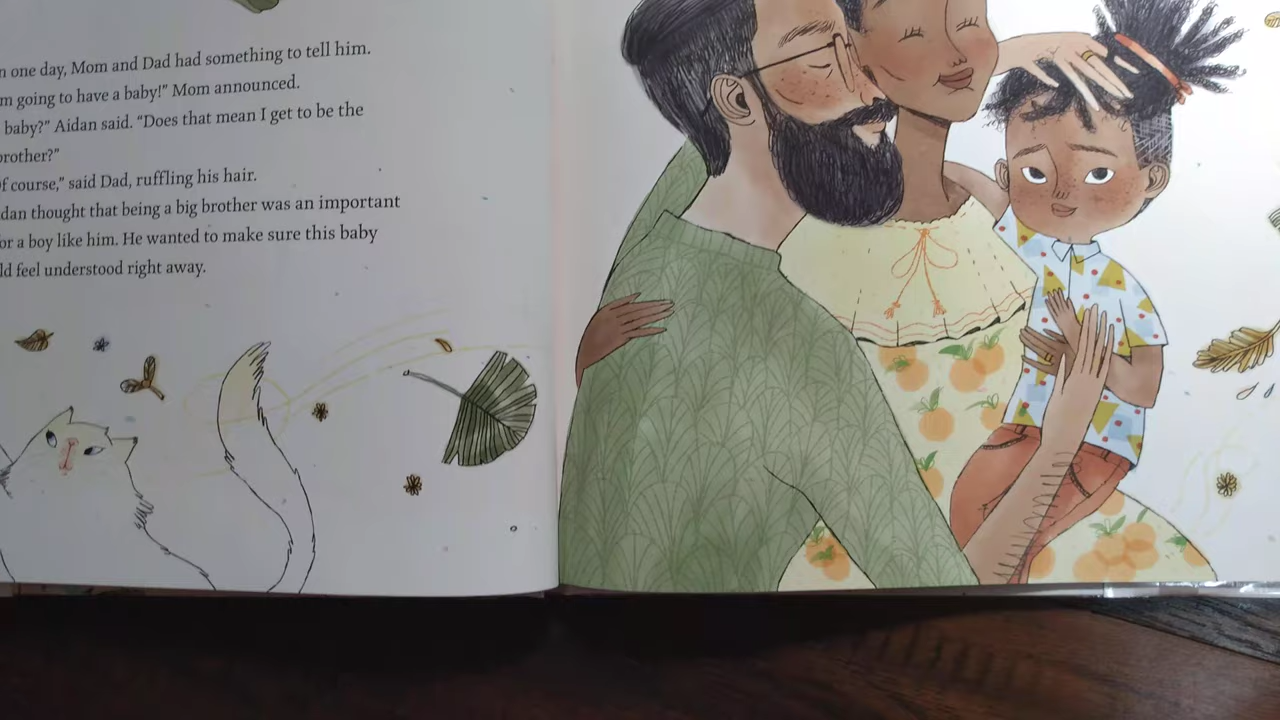 n one day, Mom and Dad had something to tell him.
m going to have a baby!” Mom announced.
baby?” Aidan said. “Does that mean I get to be the
brother?”
f course,” said Dad, ruffling his hair.
dan thought that being a big brother was an important
or a boy like him. He wanted to make sure this baby
ld feel understood right away.